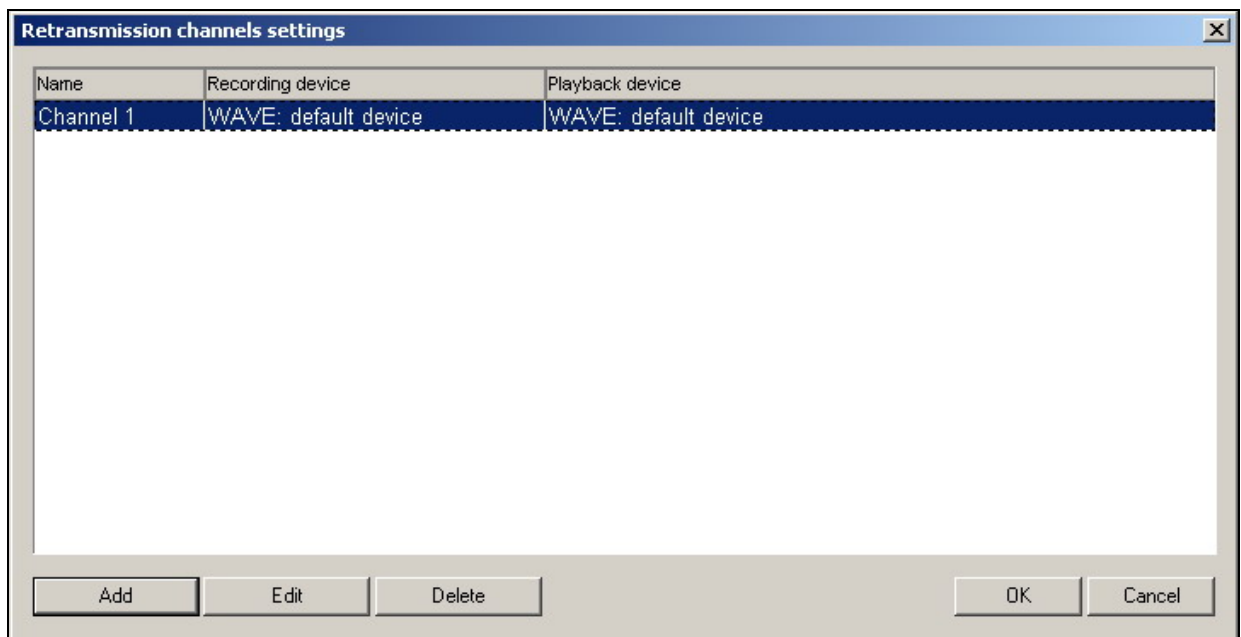 Retransmission channels settings
Name Recording device Playback device
Channel 1 WAVE: default device WAVE: default device
Add Edit Delete OK Cancel